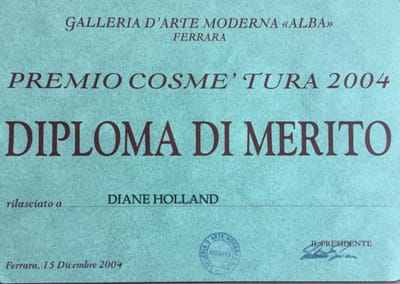 GALLERIA D'ARTE MODERNA «ALBA»
FERRARA
PREMIO COSME' TURA 2004
DIPLOMA DI MERITO
rilasciato a DIANE HOLLAND
IL PRESIDENTE
Ferrara, 15 Dicembre 2004